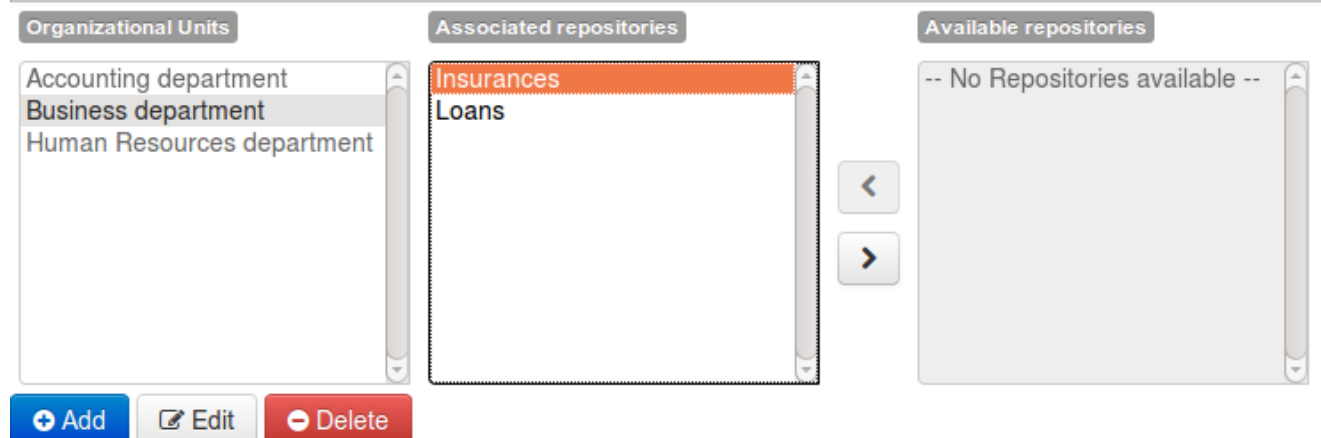 Organizational Units
Associated repositories
Available repositories
Accounting department
Business department
Human Resources department
Insurances
Loans
-- No Repositories available --
Add
Edit
Delete